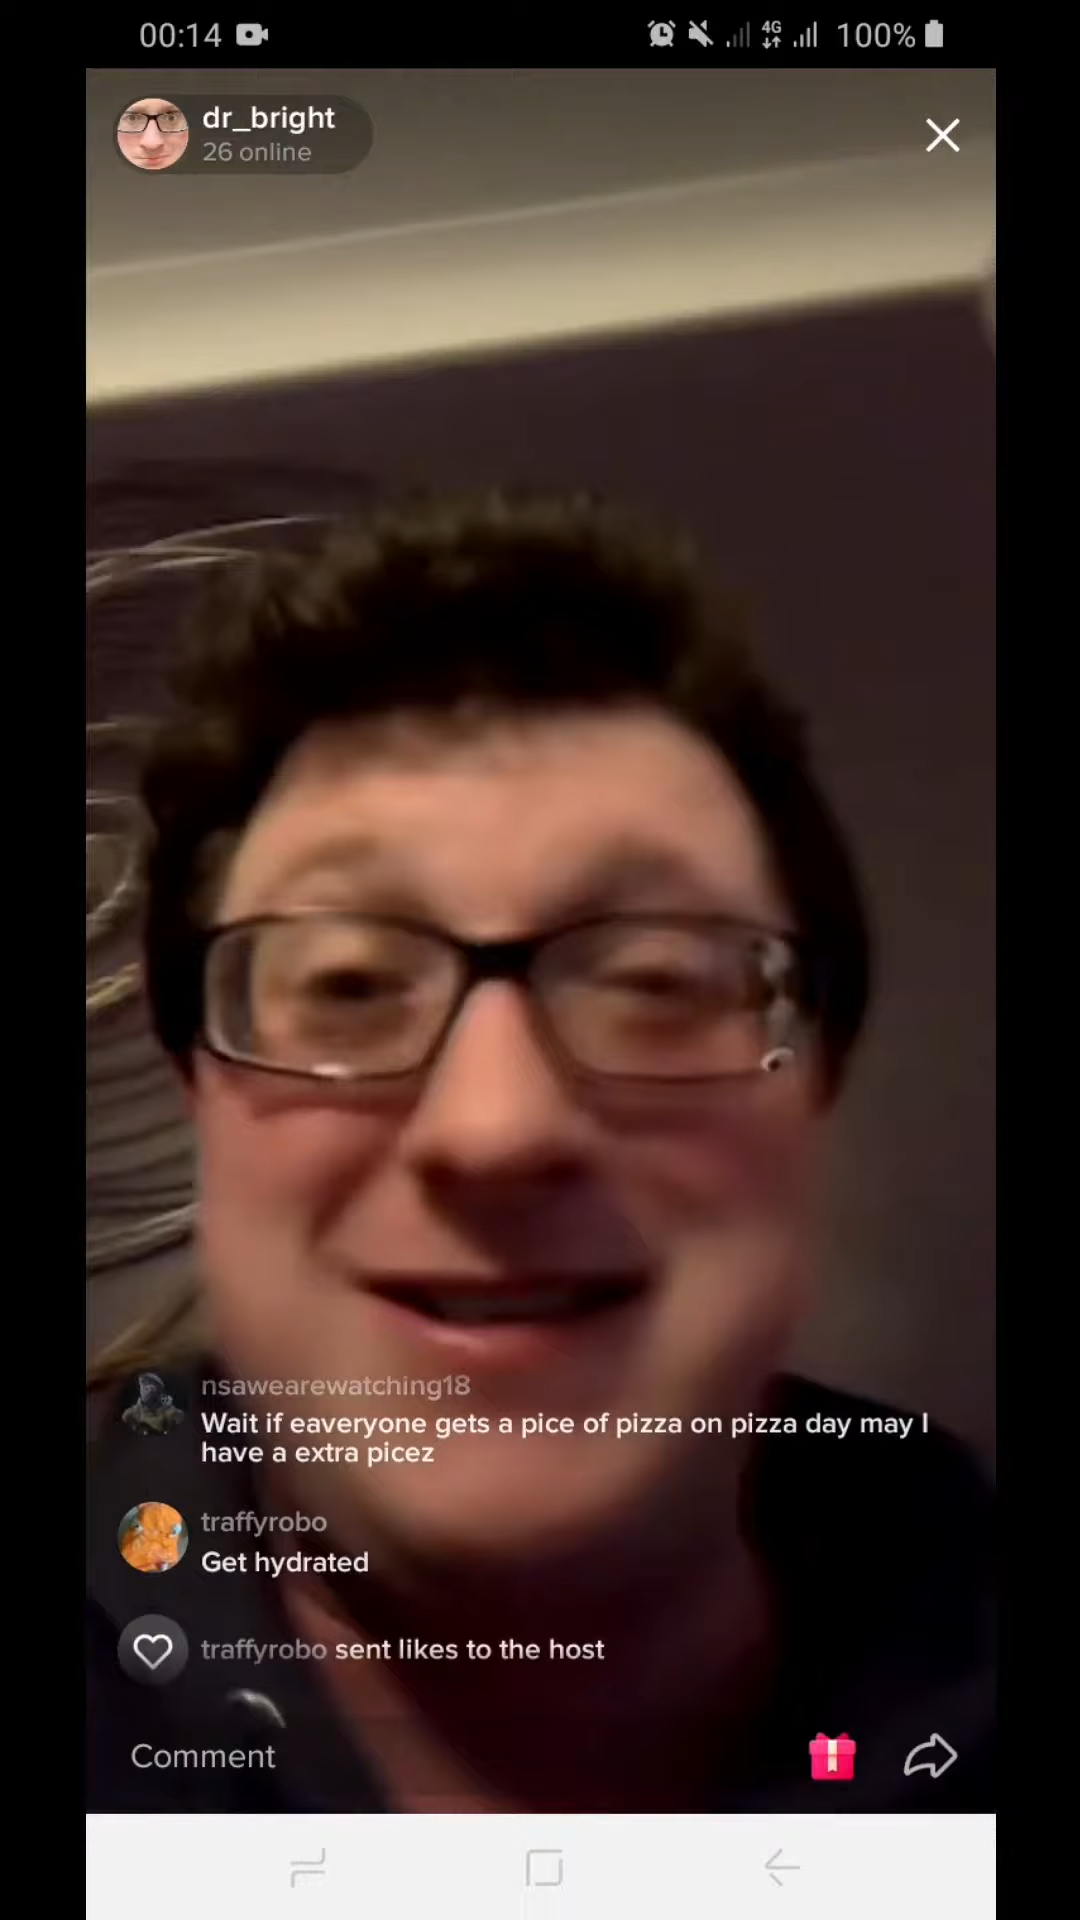 00:14
4G
100%
dr_bright
26 online
nsawearewatching18
Wait if eaveryone gets a pice of pizza on pizza day may I
have a extra picez
traffyrobo
Get hydrated
traffyrobo sent likes to the host
Comment